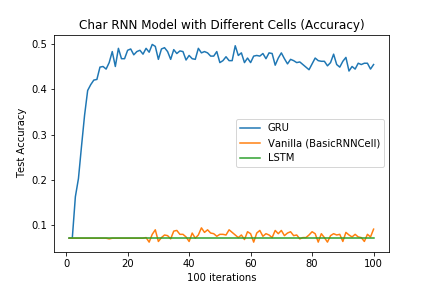 Char RNN Model with Different Cells (Accuracy)
0.5
0.4
0.3
0.2
0.1
Test Accuracy
GRU
Vanilla (BasicRNNCell)
LSTM
0 20 40 60 80 100
100 iterations